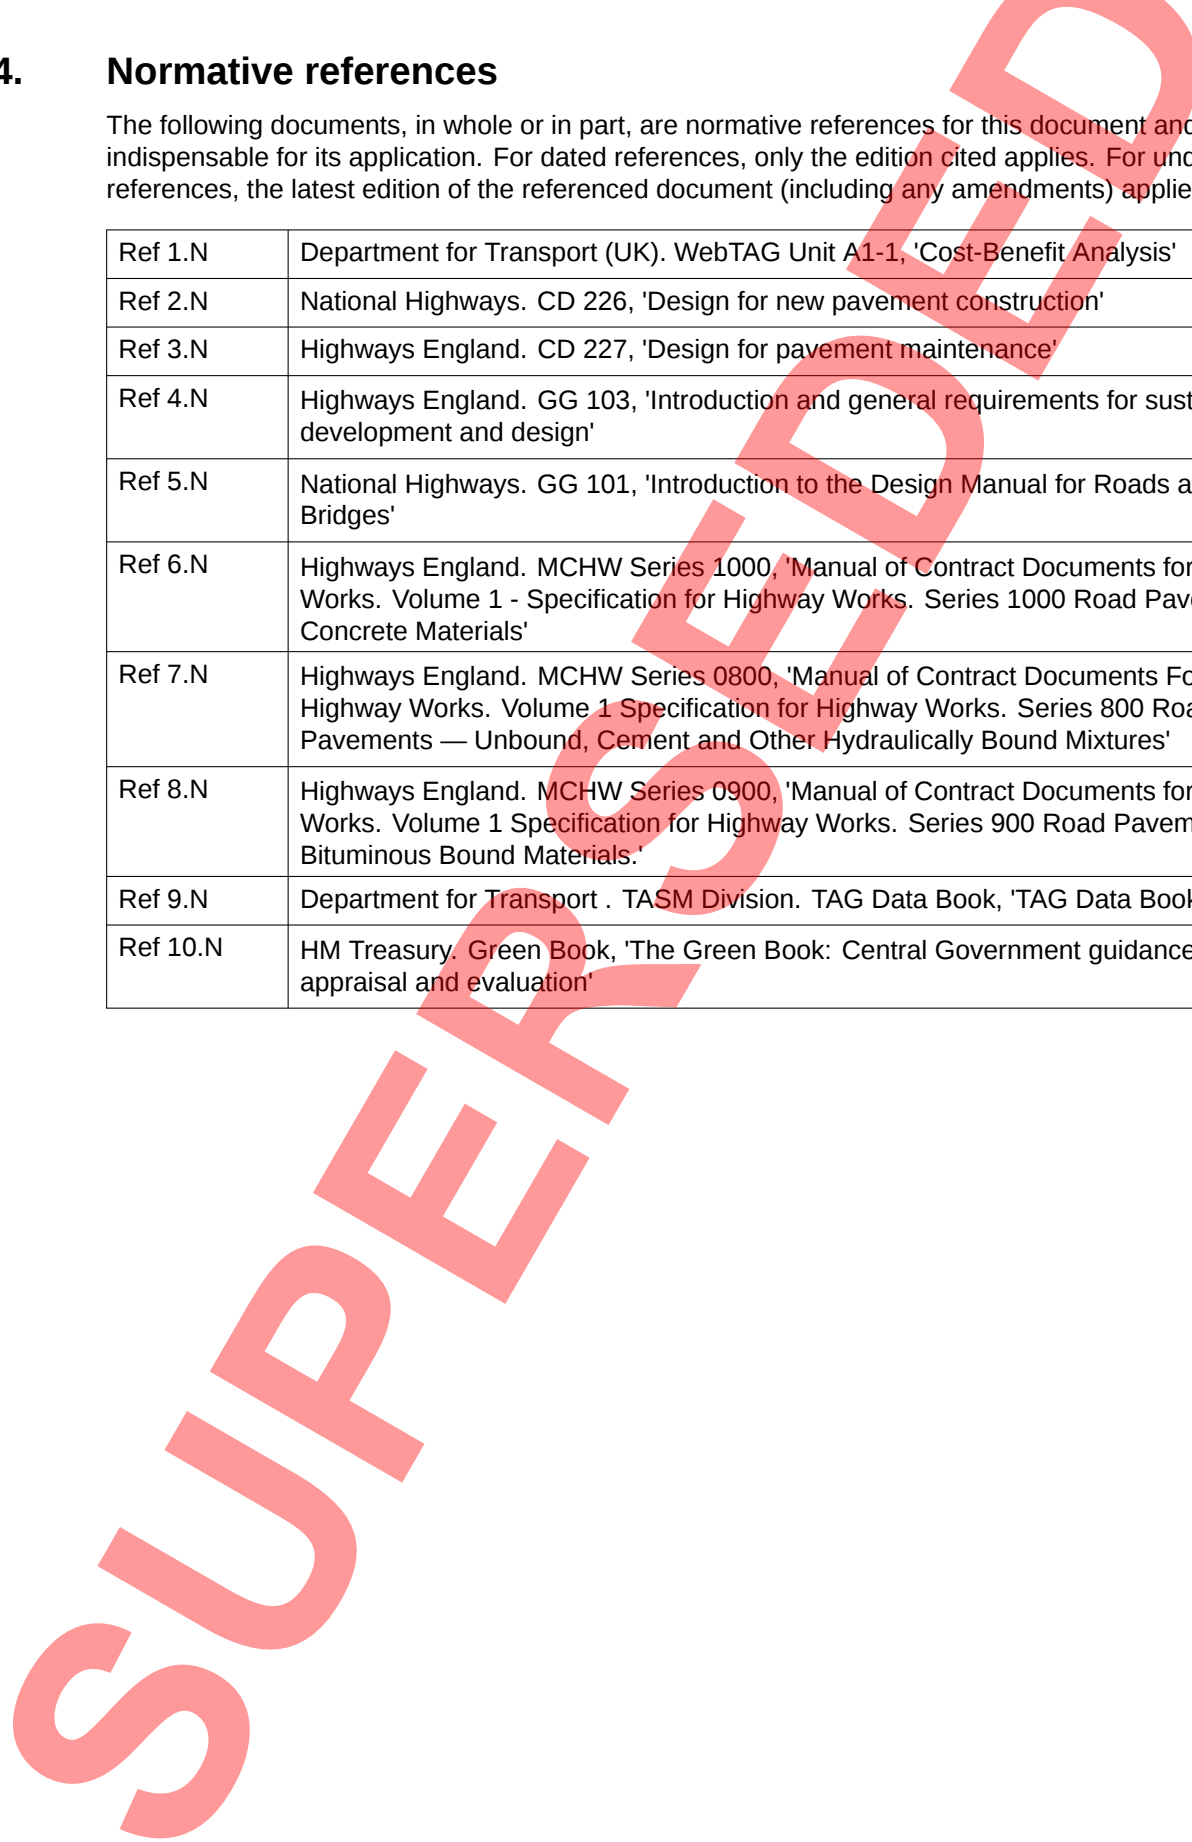 4. Normative references
The following documents, in whole or in part, are normative references for this document and
indispensable for its application. For dated references, only the edition cited applies. For und
references, the latest edition of the referenced document (including any amendments) applie
Ref 1.N Department for Transport (UK). WebTAG Unit A1-1, 'Cost-Benefit Analysis'
Ref 2.N National Highways. CD 226, 'Design for new pavement construction'
Ref 3.N Highways England. CD 227, 'Design for pavement maintenance'
Ref 4.N Highways England. GG 103, 'Introduction and general requirements for sust
development and design'
Ref 5.N National Highways. GG 101, 'Introduction to the Design Manual for Roads a
Bridges'
Ref 6.N Highways England. MCHW Series 1000, 'Manual of Contract Documents for
Works. Volume 1 - Specification for Highway Works. Series 1000 Road Pave
Concrete Materials'
Ref 7.N Highways England. MCHW Series 0800, 'Manual of Contract Documents Fo
Highway Works. Volume 1 Specification for Highway Works. Series 800 Roa
Pavements — Unbound, Cement and Other Hydraulically Bound Mixtures'
Ref 8.N Highways England. MCHW Series 0900, 'Manual of Contract Documents for
Works. Volume 1 Specification for Highway Works. Series 900 Road Pavem
Bituminous Bound Materials.'
Ref 9.N Department for Transport . TASM Division. TAG Data Book, 'TAG Data Book
Ref 10.N HM Treasury. Green Book, 'The Green Book: Central Government guidance
appraisal and evaluation'
SUPERSEDED